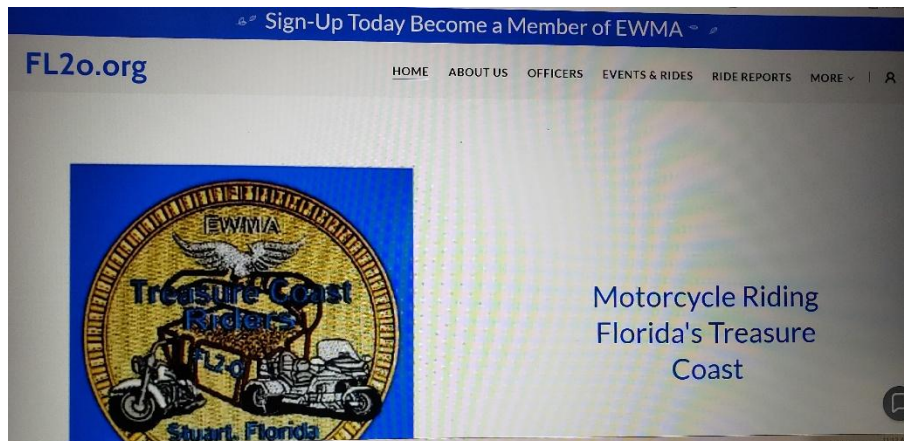 Sign-Up Today Become a Member of EWMA
FL2o.org
HOME ABOUT US OFFICERS EVENTS & RIDES RIDE REPORTS MORE
EWMA
Treasure Coast
Riders
FL2-O
Stuart, Florida
Motorcycle Riding
Florida's Treasure
Coast